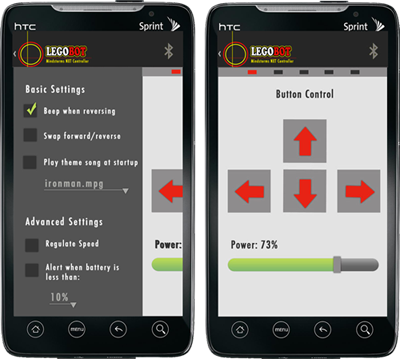 htc
Sprint
LEGOBOT
Mindstorms NXT Controller
Basic Settings
Beep when reversing
Swap forward/reverse
Play theme song at startup
ironman.mpg
Advanced Settings
Regulate Speed
Alert when battery is
less than:
10%
Power:
MENU
htc
Sprint
LEGOBOT
Mindstorms NXT Controller
Button Control
Power: 73%
MENU